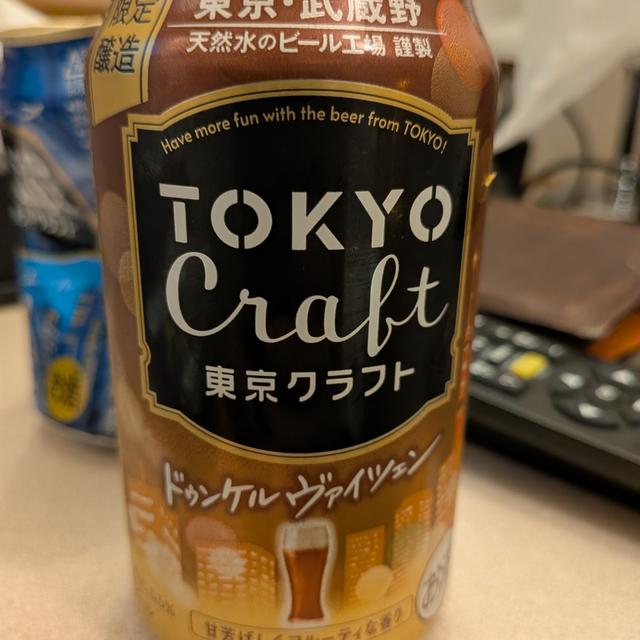 限定
醸造
東京・武蔵野
天然水のビール工場 謹製
Have more fun with the beer from TOKYO!
TOKYO
Craft
東京クラフト
ドゥンケル ヴァイツェン
甘芳ばしくフルーティな香り